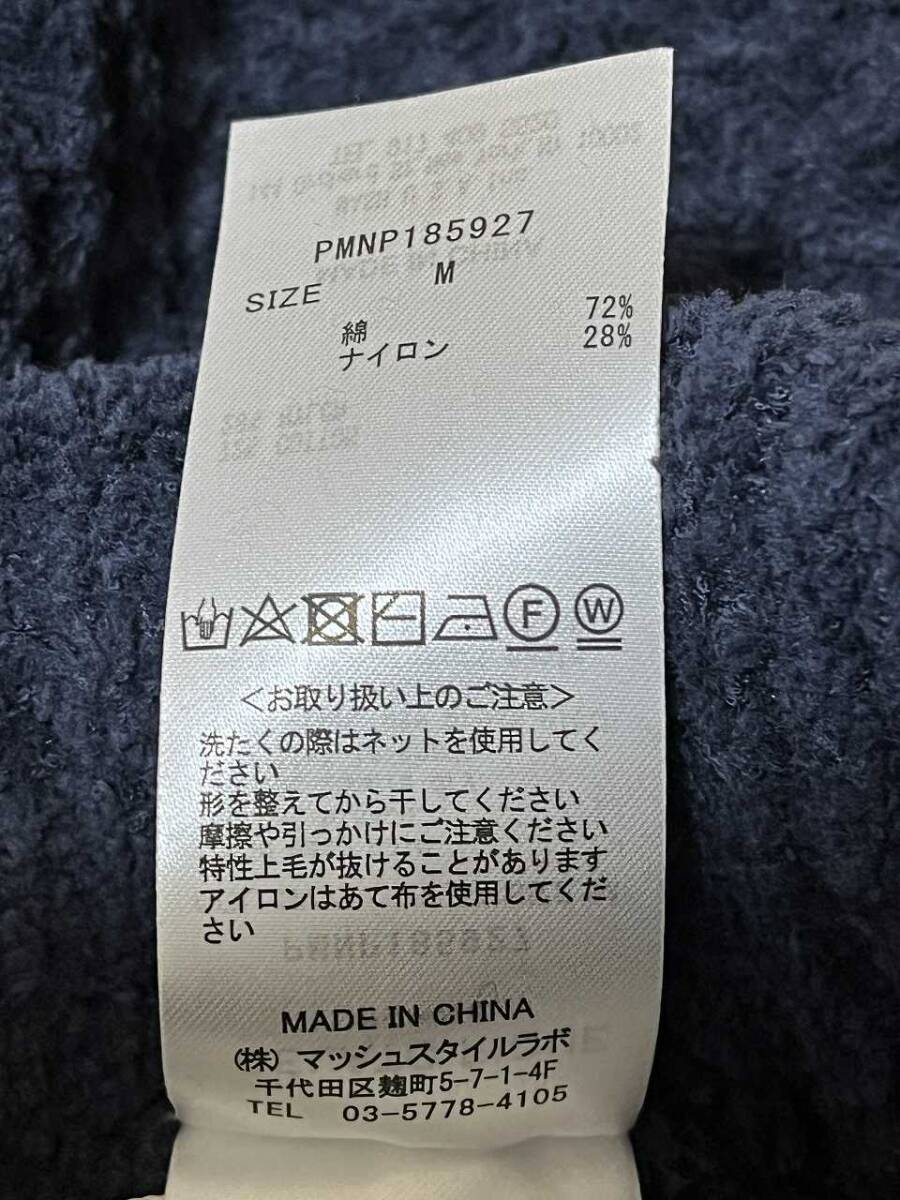 PMNP185927
SIZE M
綿 72%
ナイロン 28%
F W
<お取り扱い上のご注意>
洗たくの際はネットを使用してく
ださい
形を整えてから干してください
摩擦や引っかけにご注意ください
特性上毛が抜けることがあります
アイロンはあて布を使用してくだ
さい
MADE IN CHINA
(株) マッシュスタイルラボ
千代田区麹町5-7-1-4F
TEL 03-5778-4105